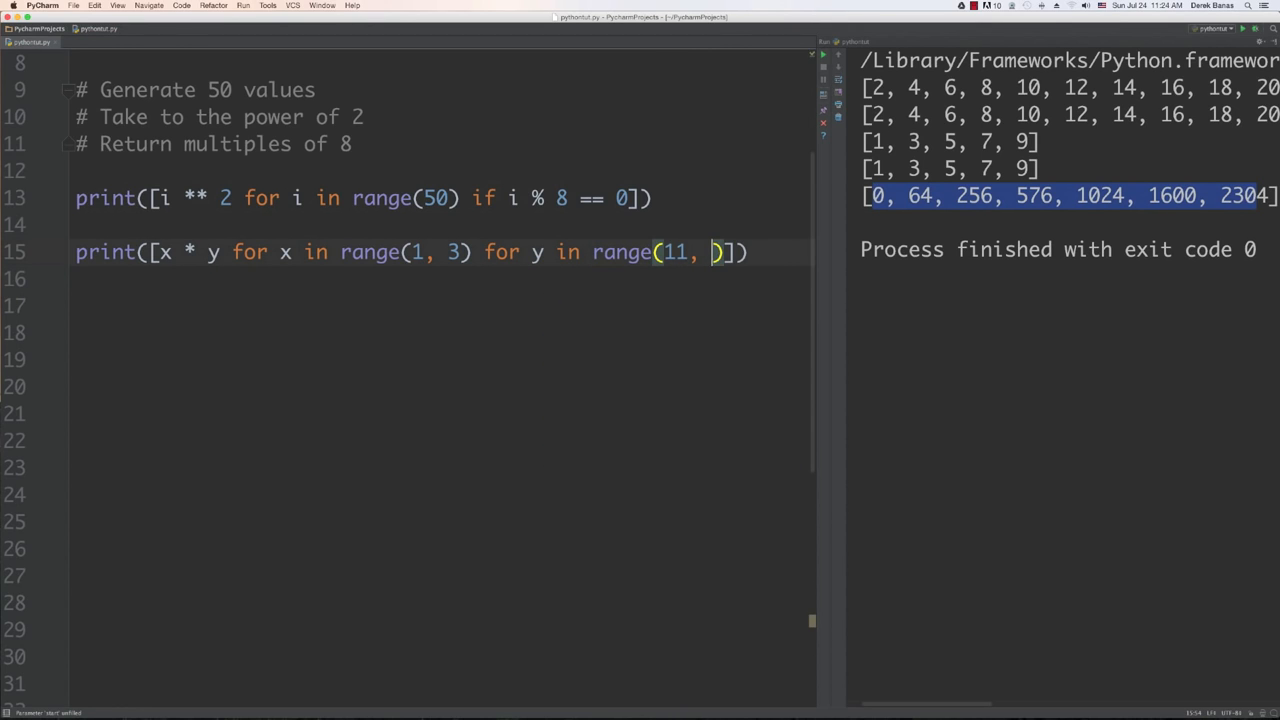 PyCharm File Edit View Navigate Code Refactor Run Tools VCS Window Help 10 Sun Jul 24 11:24 AM Derek Banas
pythontut.py - PycharmProjects - [~/PycharmProjects]
PycharmProjects pythontut.py pythontut
pythontut.py
Run: pythontut
8
9 # Generate 50 values
10 # Take to the power of 2
11 # Return multiples of 8
12
13 print([i ** 2 for i in range(50) if i % 8 == 0])
14
15 print([x * y for x in range(1, 3) for y in range(11, )])
16
17
18
19
20
21
22
23
24
25
26
27
28
29
30
31
/Library/Frameworks/Python.framewor
[2, 4, 6, 8, 10, 12, 14, 16, 18, 20
[2, 4, 6, 8, 10, 12, 14, 16, 18, 20
[1, 3, 5, 7, 9]
[1, 3, 5, 7, 9]
[0, 64, 256, 576, 1024, 1600, 2304]
Process finished with exit code 0
Parameter 'start' unfilled
15:54 LF UTF-8